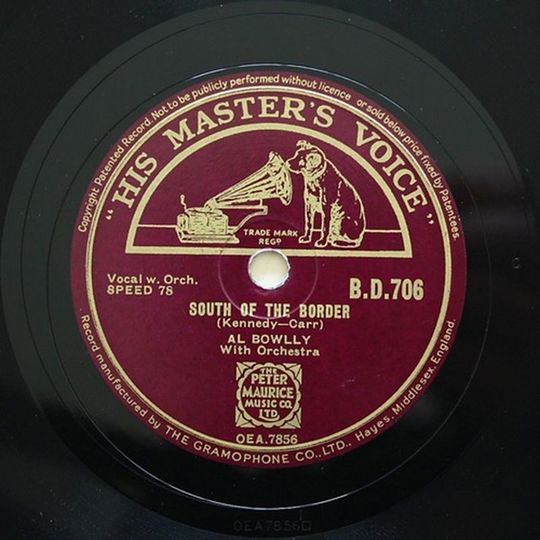 Copyright Patented Record. Not to be publicly performed without licence or sold below price fixed by Patentees.
"HIS MASTER'S VOICE"
TRADE MARK
REGD
Vocal w. Orch.
SPEED 78
B.D.706
SOUTH OF THE BORDER
(Kennedy—Carr)
AL BOWLLY
With Orchestra
THE
PETER
MAURICE
MUSIC CO.
LTD.
OEA.7856
Record manufactured by THE GRAMOPHONE CO., LTD., Hayes, Middlesex, England.
OEA7856